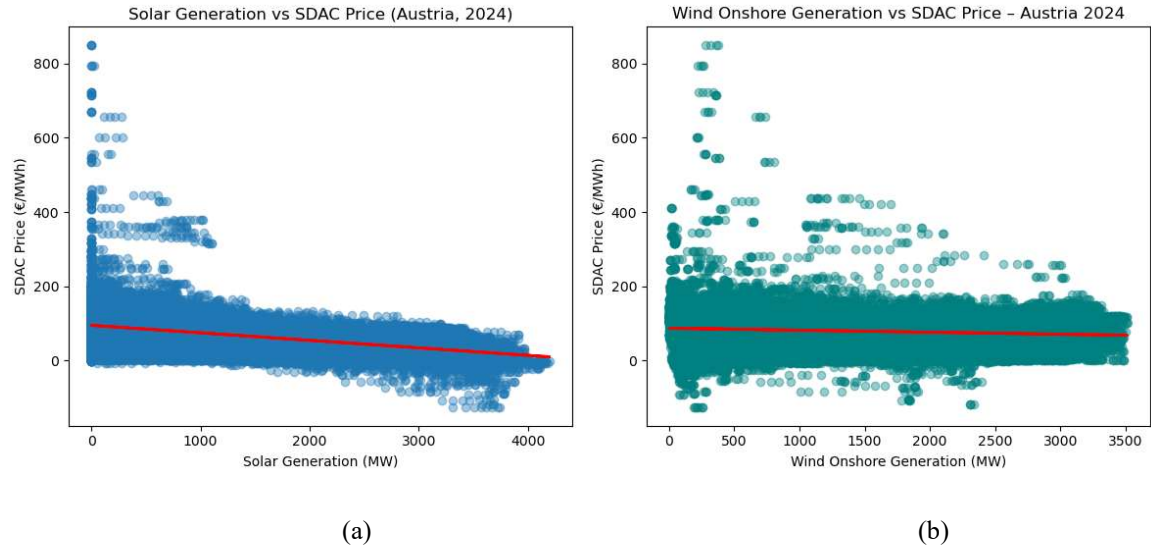 Solar Generation vs SDAC Price (Austria, 2024)
800
600
400
200
0
SDAC Price (€/MWh)
0 1000 2000 3000 4000
Solar Generation (MW)
(a)
Wind Onshore Generation vs SDAC Price – Austria 2024
800
600
400
200
0
SDAC Price (€/MWh)
0 500 1000 1500 2000 2500 3000 3500
Wind Onshore Generation (MW)
(b)